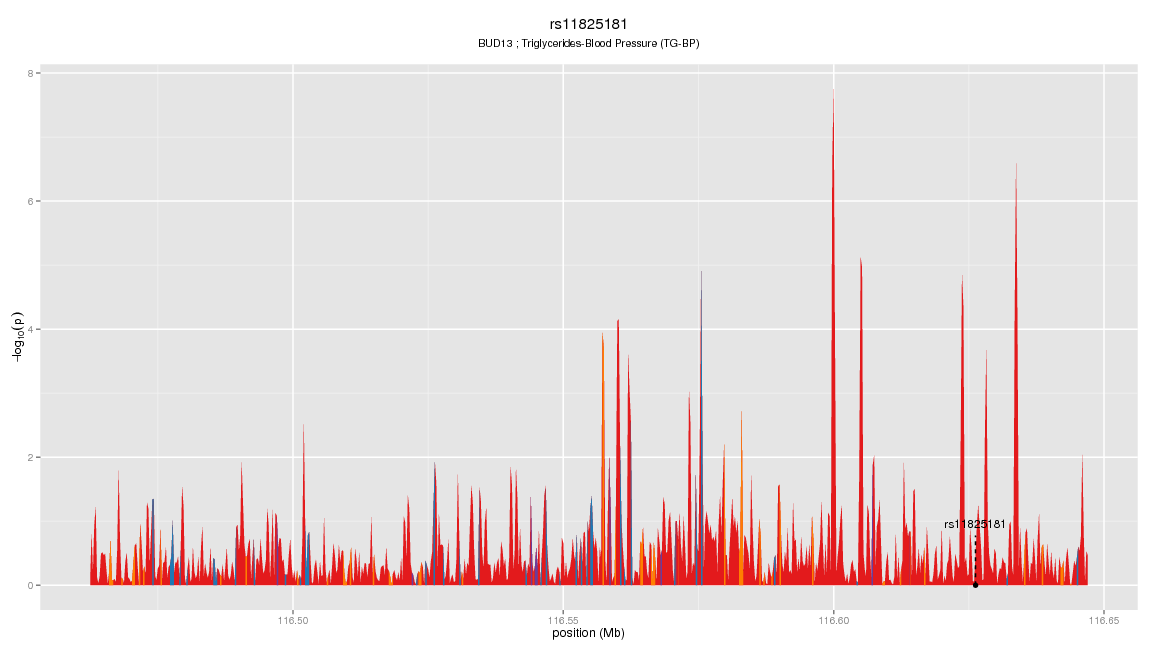 rs11825181
BUD13 ; Triglycerides-Blood Pressure (TG-BP)
8
6
4
2
0
−log10(p)
rs11825181
116.50 116.55 116.60 116.65
position (Mb)